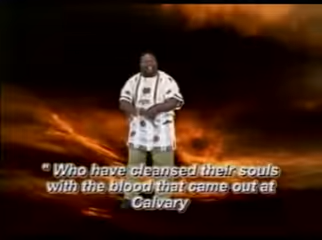 " Who have cleansed their souls
with the blood that came out at
Calvary